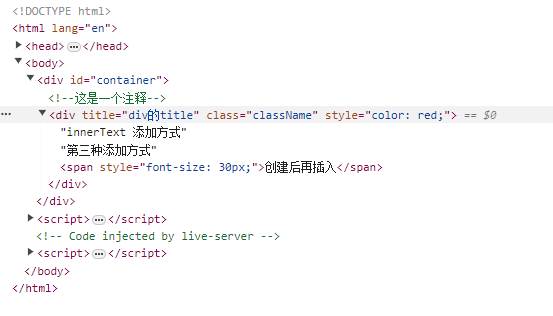 <!DOCTYPE html>
<html lang="en">
<head>…</head>
<body>
<div id="container">
<!--这是一个注释-->
… <div title="div的title" class="className" style="color: red;"> == $0
"innerText 添加方式"
"第三种添加方式"
<span style="font-size: 30px;">创建后再插入</span>
</div>
</div>
<script>…</script>
<!-- Code injected by live-server -->
<script>…</script>
</body>
</html>